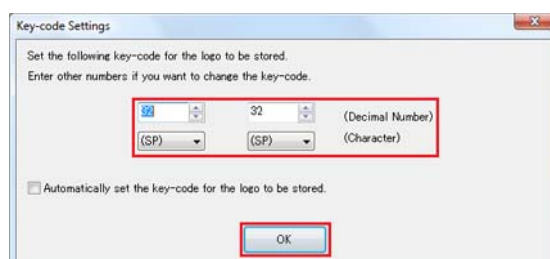 Key-code Settings
Set the following key-code for the logo to be stored.
Enter other numbers if you want to change the key-code.
32 32 (Decimal Number)
(SP) (SP) (Character)
Automatically set the key-code for the logo to be stored.
OK